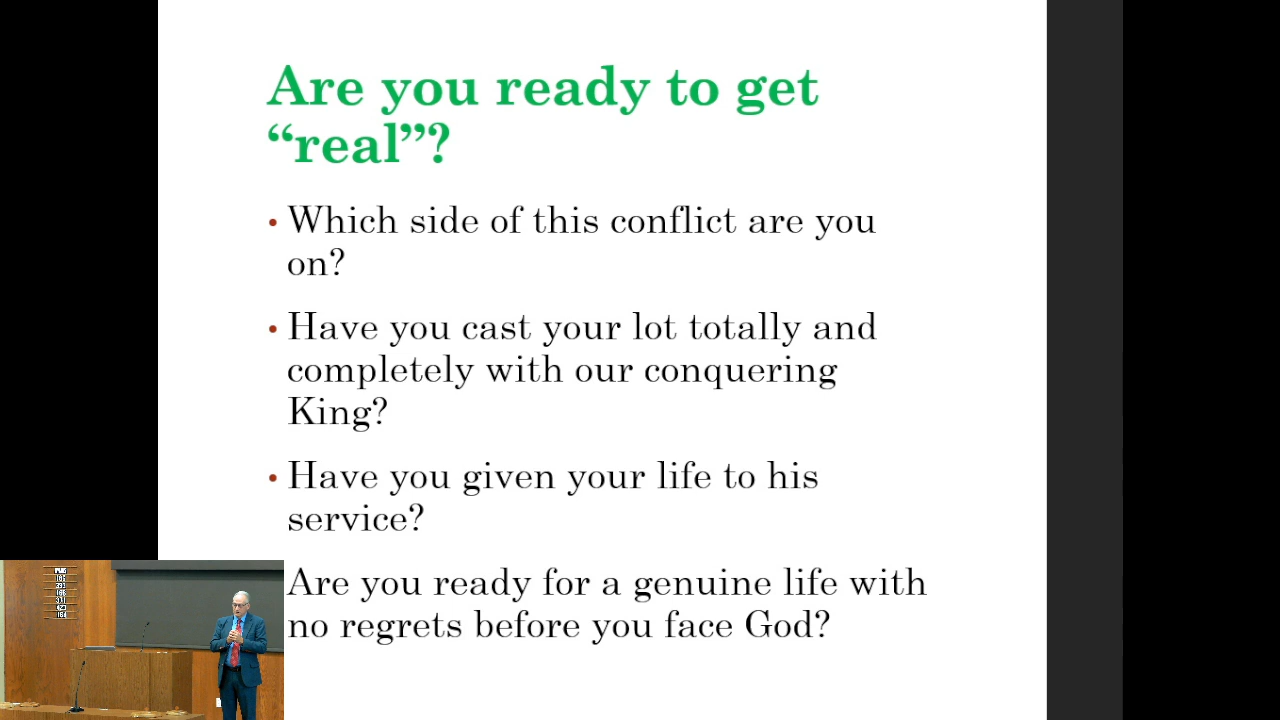 Are you ready to get
“real”?
• Which side of this conflict are you
on?
• Have you cast your lot totally and
completely with our conquering
King?
• Have you given your life to his
service?
Are you ready for a genuine life with
no regrets before you face God?